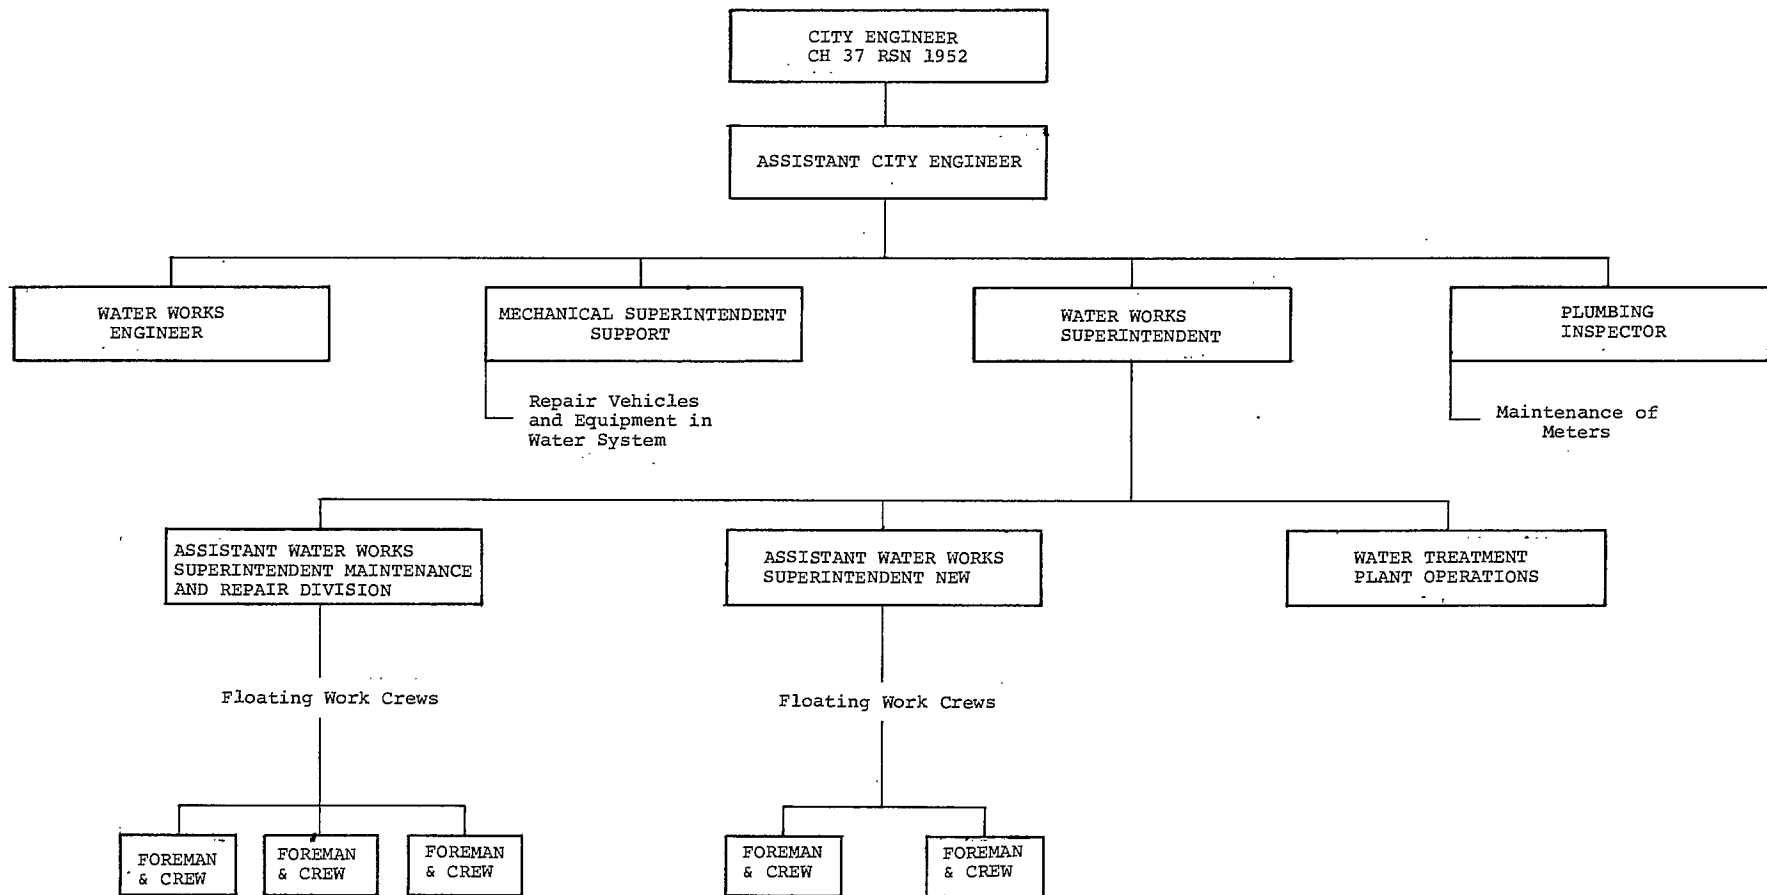 CITY ENGINEER
CH 37 RSN 1952
ASSISTANT CITY ENGINEER
WATER WORKS
ENGINEER
MECHANICAL SUPERINTENDENT
SUPPORT
WATER WORKS
SUPERINTENDENT
PLUMBING
INSPECTOR
Repair Vehicles
and Equipment in
Water System
Maintenance of
Meters
ASSISTANT WATER WORKS
SUPERINTENDENT MAINTENANCE
AND REPAIR DIVISION
ASSISTANT WATER WORKS
SUPERINTENDENT NEW
WATER TREATMENT
PLANT OPERATIONS
Floating Work Crews
Floating Work Crews
FOREMAN
& CREW
FOREMAN
& CREW
FOREMAN
& CREW
FOREMAN
& CREW
FOREMAN
& CREW